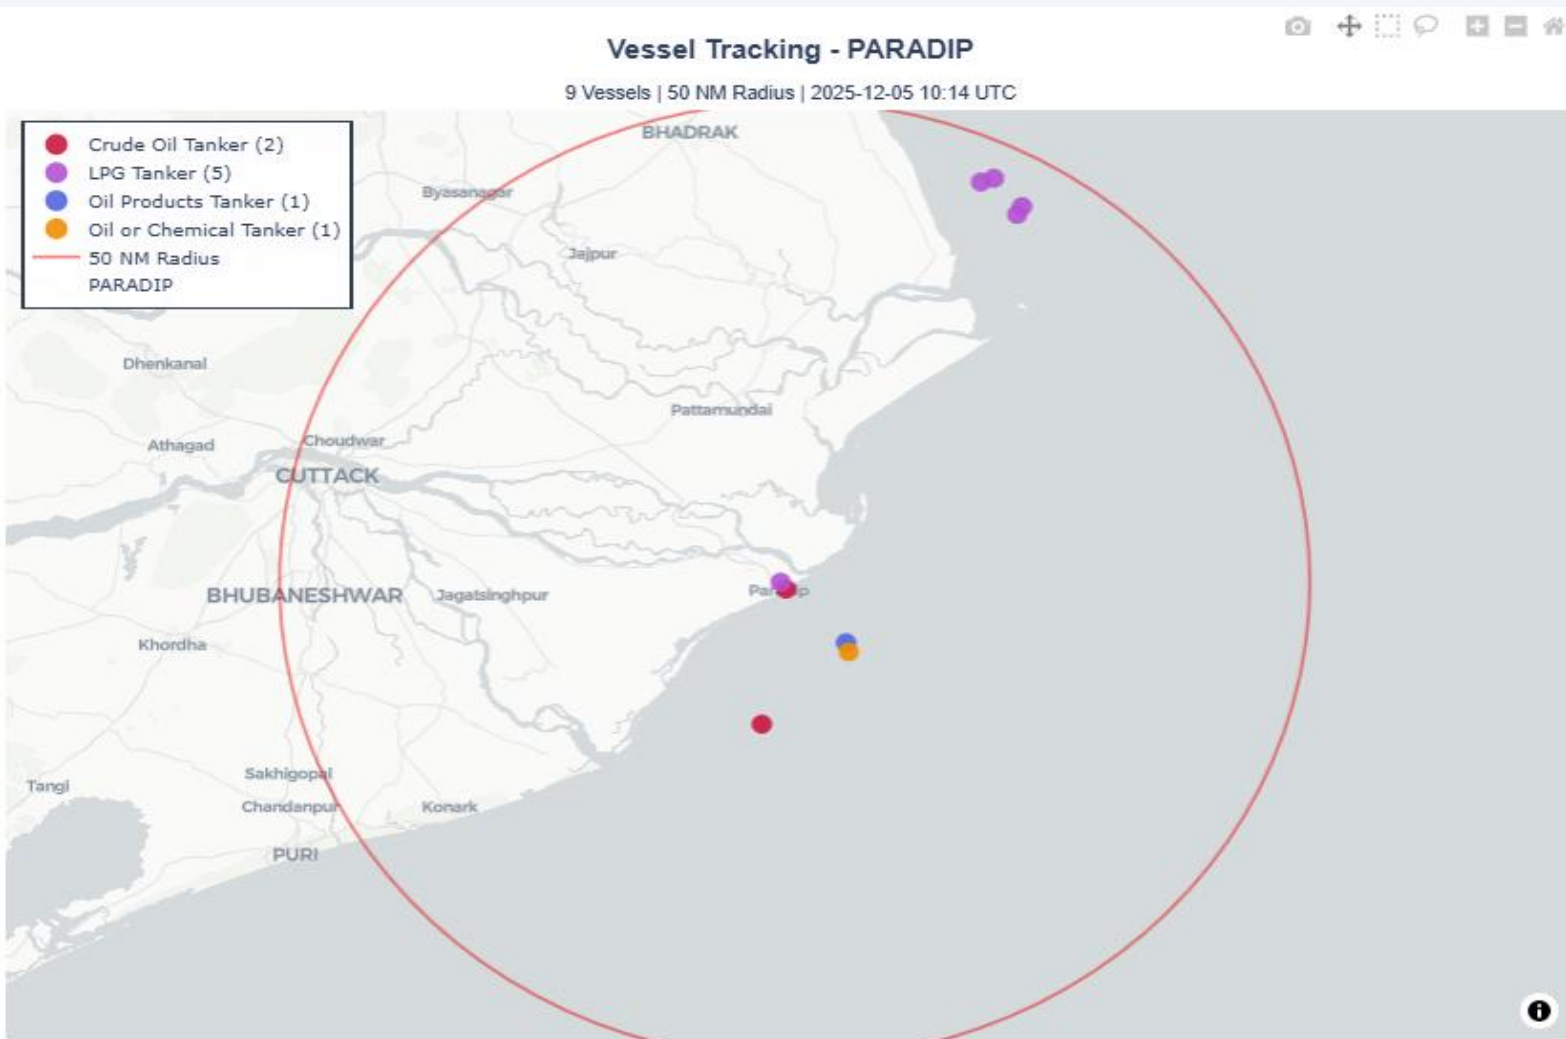 Vessel Tracking - PARADIP
9 Vessels | 50 NM Radius | 2025-12-05 10:14 UTC
Crude Oil Tanker (2)
LPG Tanker (5)
Oil Products Tanker (1)
Oil or Chemical Tanker (1)
50 NM Radius
PARADIP
BHADRAK
Byasanagar
Jajpur
Dhenkanal
Pattamundai
Choudwar
Athagad
CUTTACK
Paradip
BHUBANESHWAR
Jagatsinghpur
Khordha
Sakhigopal
Tangi
Chandanpur
Konark
PURI